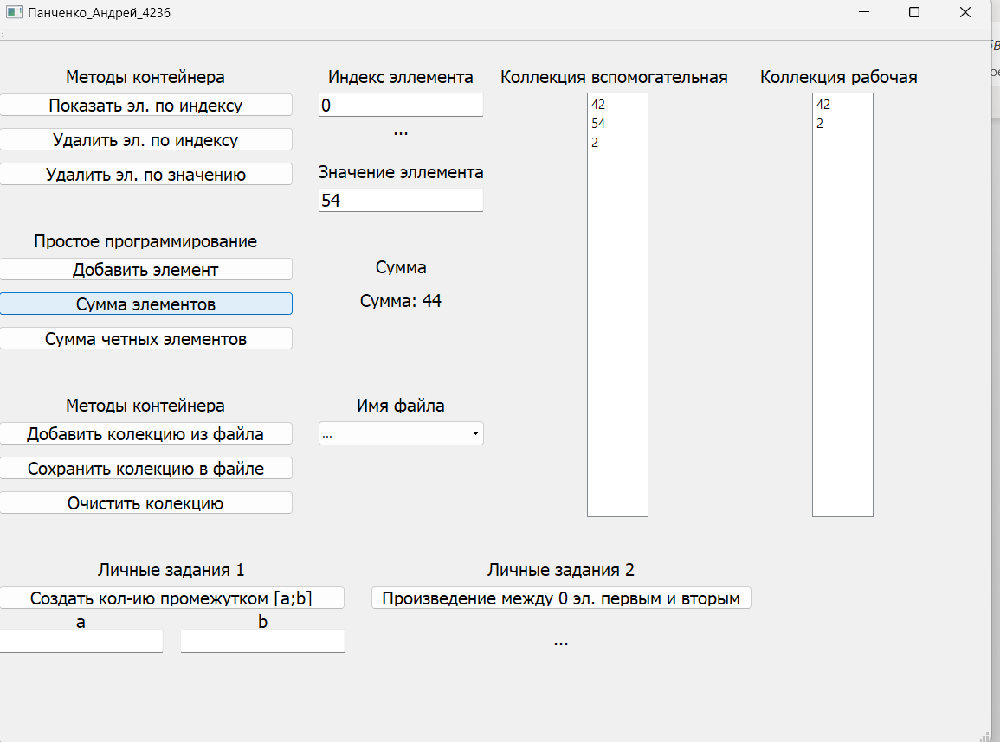 Панченко_Андрей_4236
Методы контейнера
Показать эл. по индексу
Удалить эл. по индексу
Удалить эл. по значению
Индекс эллемента
0
...
Значение эллемента
54
Коллекция вспомогательная
42
54
2
Коллекция рабочая
42
2
Простое программирование
Добавить элемент
Сумма элементов
Сумма четных элементов
Сумма
Сумма: 44
Методы контейнера
Добавить колекцию из файла
Сохранить колекцию в файле
Очистить колекцию
Имя файла
...
Личные задания 1
Создать кол-ию промежутком [a;b]
a
b
Личные задания 2
Произведение между 0 эл. первым и вторым
...